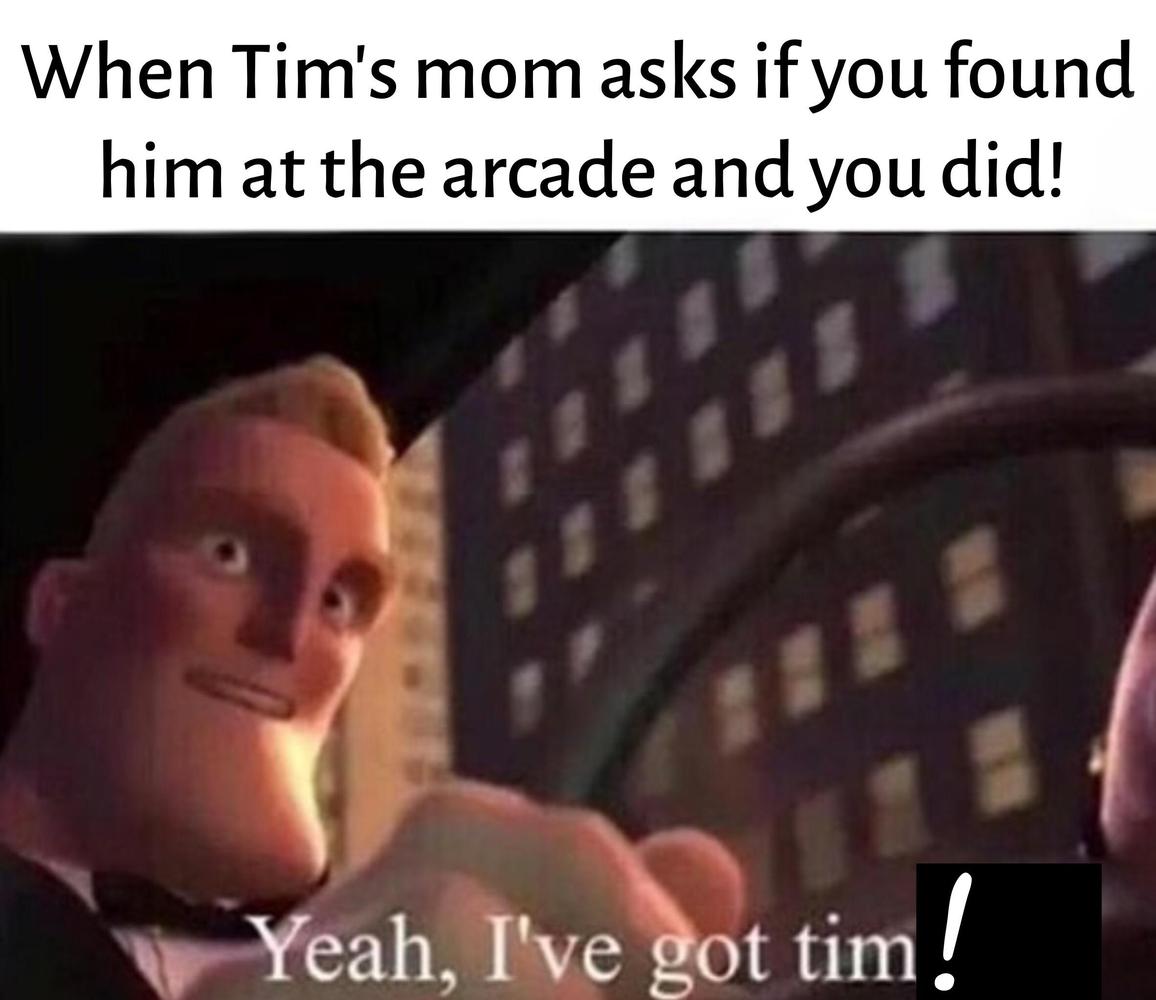 When Tim's mom asks if you found
him at the arcade and you did!
Yeah, I've got tim!